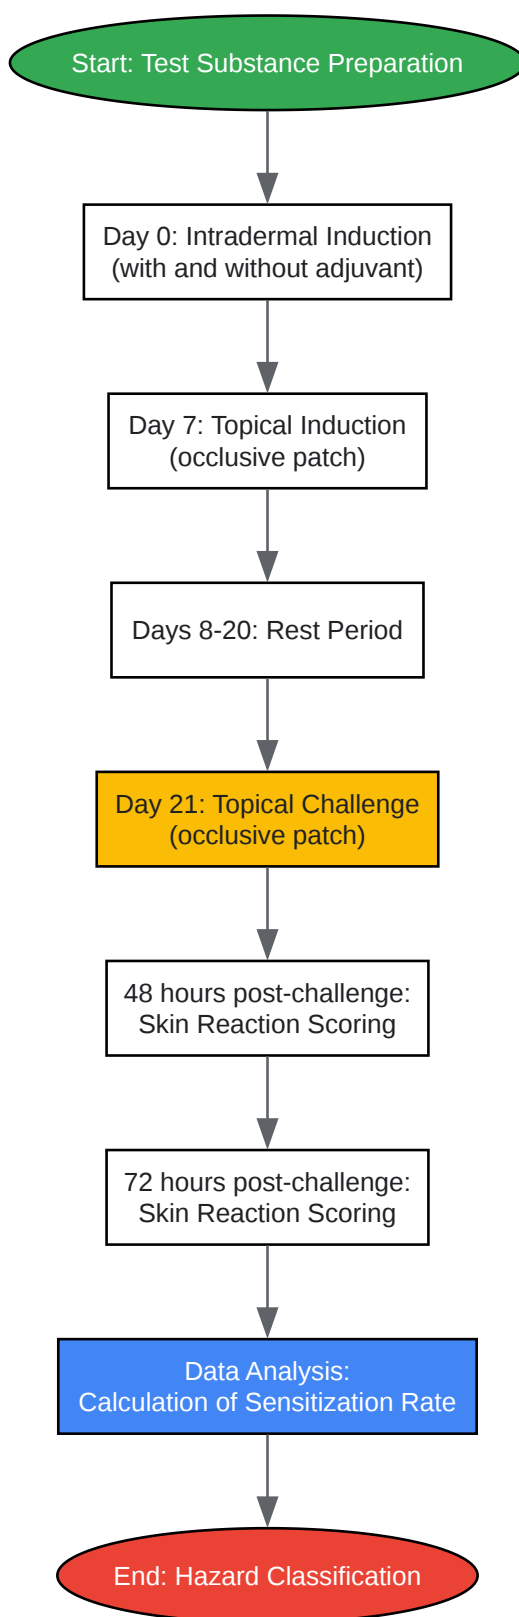 Start: Test Substance Preparation
Day 0: Intradermal Induction
(with and without adjuvant)
Day 7: Topical Induction
(occlusive patch)
Days 8-20: Rest Period
Day 21: Topical Challenge
(occlusive patch)
48 hours post-challenge:
Skin Reaction Scoring
72 hours post-challenge:
Skin Reaction Scoring
Data Analysis:
Calculation of Sensitization Rate
End: Hazard Classification